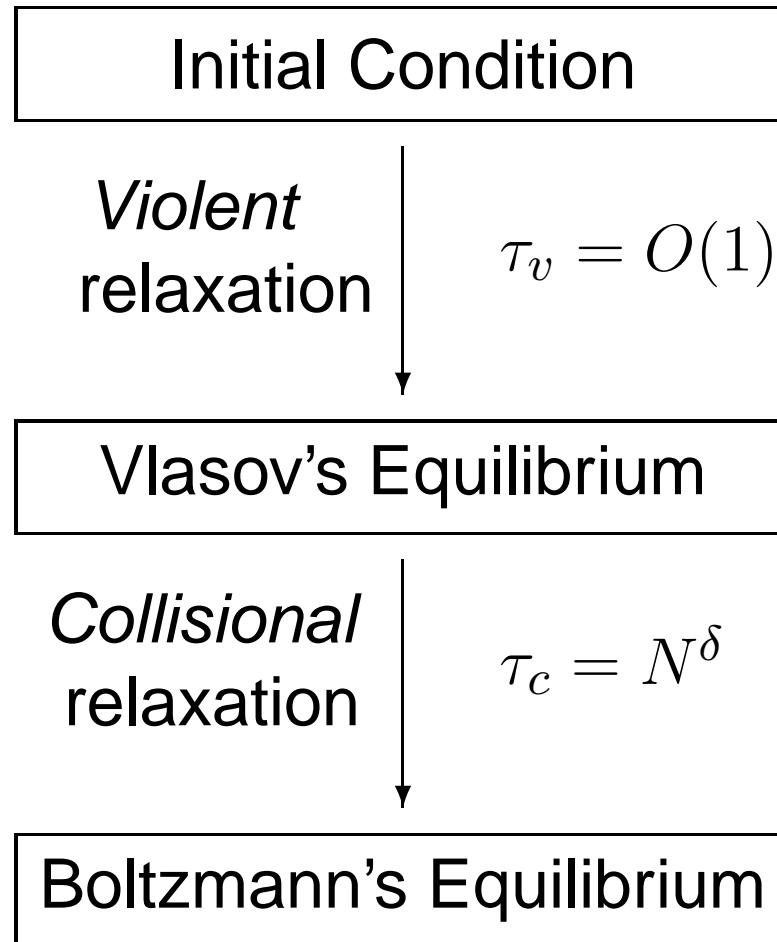 Initial Condition
Violent
relaxation
τ_v = O(1)
Vlasov's Equilibrium
Collisional
relaxation
τ_c = N^δ
Boltzmann's Equilibrium